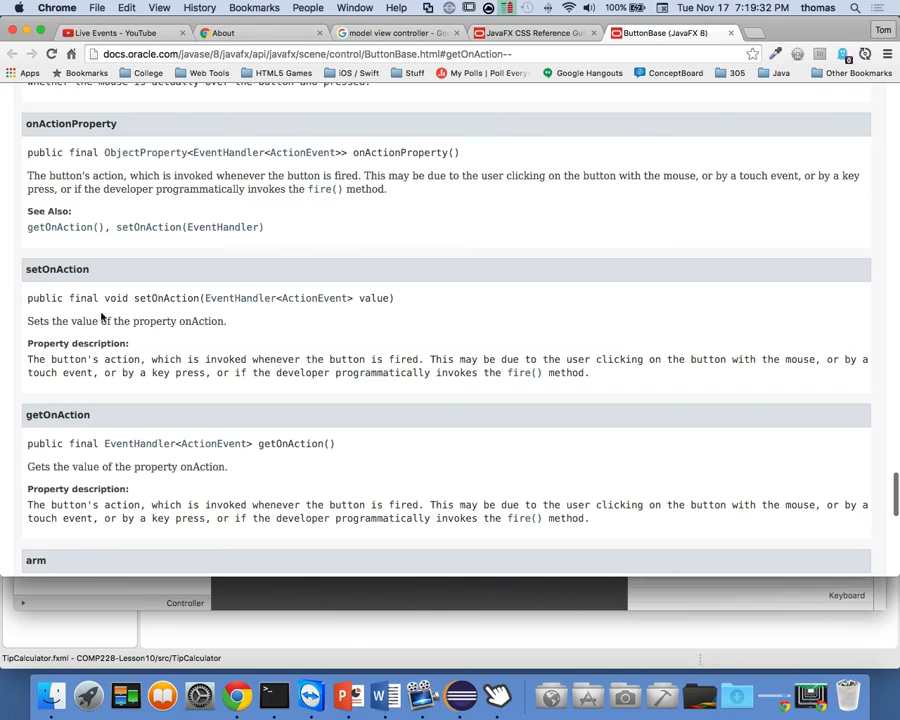 Chrome File Edit View History Bookmarks People Window Help 100% Tue Nov 17 7:19:32 PM thomas
Live Events - YouTube About model view controller - Goo JavaFX CSS Reference Gui ButtonBase (JavaFX 8) Tom
docs.oracle.com/javase/8/javafx/api/javafx/scene/control/ButtonBase.html#getOnAction--
Apps Bookmarks College Web Tools HTML5 Games iOS / Swift Stuff My Polls | Poll Every Google Hangouts ConceptBoard 305 Java Other Bookmarks
whether the mouse is actually over the button and pressed.
onActionProperty
public final ObjectProperty<EventHandler<ActionEvent>> onActionProperty()
The button's action, which is invoked whenever the button is fired. This may be due to the user clicking on the button with the mouse, or by a touch event, or by a key
press, or if the developer programmatically invokes the fire() method.
See Also:
getOnAction(), setOnAction(EventHandler)
setOnAction
public final void setOnAction(EventHandler<ActionEvent> value)
Sets the value of the property onAction.
Property description:
The button's action, which is invoked whenever the button is fired. This may be due to the user clicking on the button with the mouse, or by a
touch event, or by a key press, or if the developer programmatically invokes the fire() method.
getOnAction
public final EventHandler<ActionEvent> getOnAction()
Gets the value of the property onAction.
Property description:
The button's action, which is invoked whenever the button is fired. This may be due to the user clicking on the button with the mouse, or by a
touch event, or by a key press, or if the developer programmatically invokes the fire() method.
arm
Controller Keyboard
TipCalculator.fxml - COMP228-Lesson10/src/TipCalculator